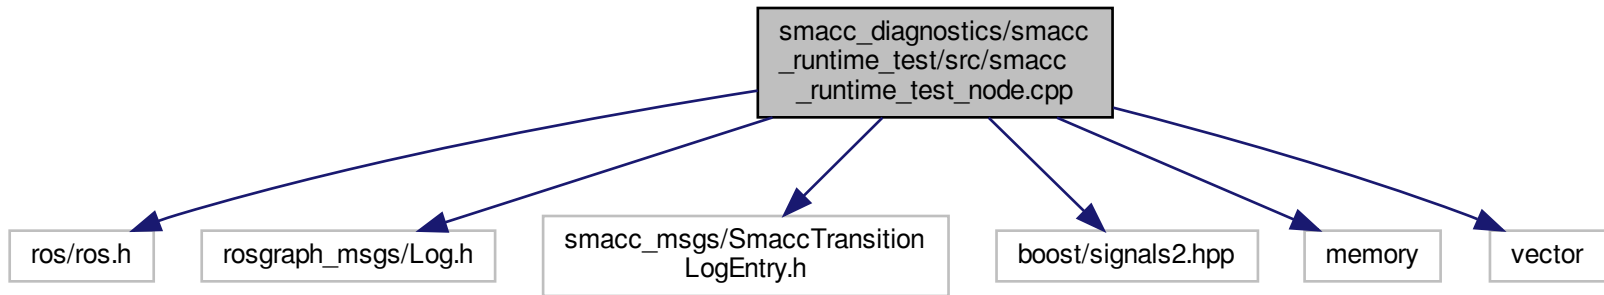 smacc_diagnostics/smacc
_runtime_test/src/smacc
_runtime_test_node.cpp
ros/ros.h
rosgraph_msgs/Log.h
smacc_msgs/SmaccTransition
LogEntry.h
boost/signals2.hpp
memory
vector